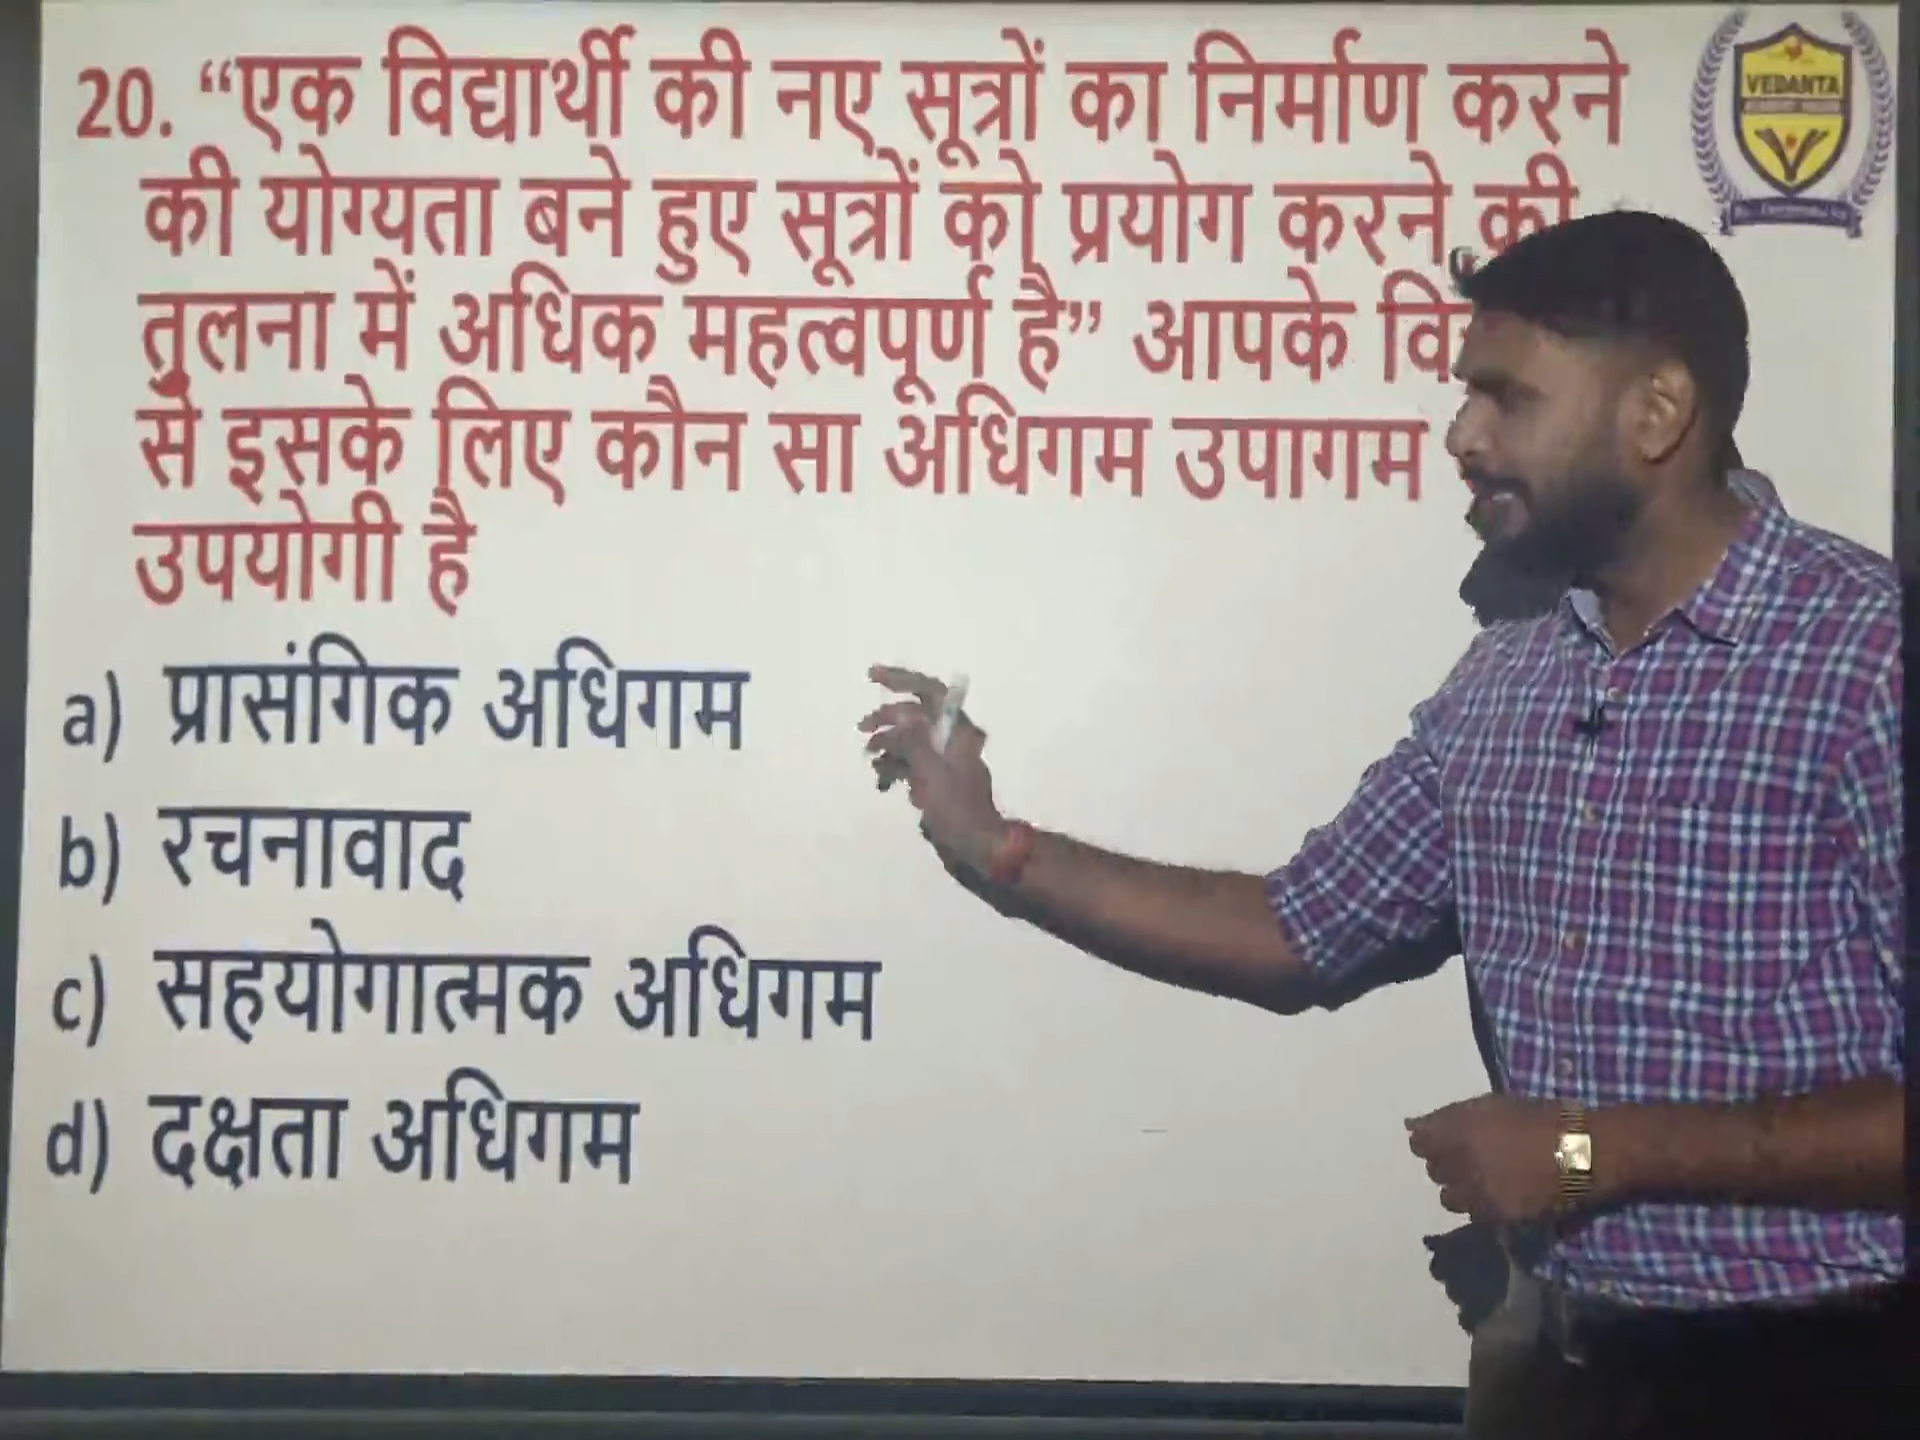 20. “एक विद्यार्थी की नए सूत्रों का निर्माण करने
की योग्यता बने हुए सूत्रों को प्रयोग करने की
तुलना में अधिक महत्वपूर्ण है” आपके
से इसके लिए कौन सा अधिगम उपागम
उपयोगी है
a) प्रासंगिक अधिगम
b) रचनावाद
c) सहयोगात्मक अधिगम
d) दक्षता अधिगम
VEDANTA